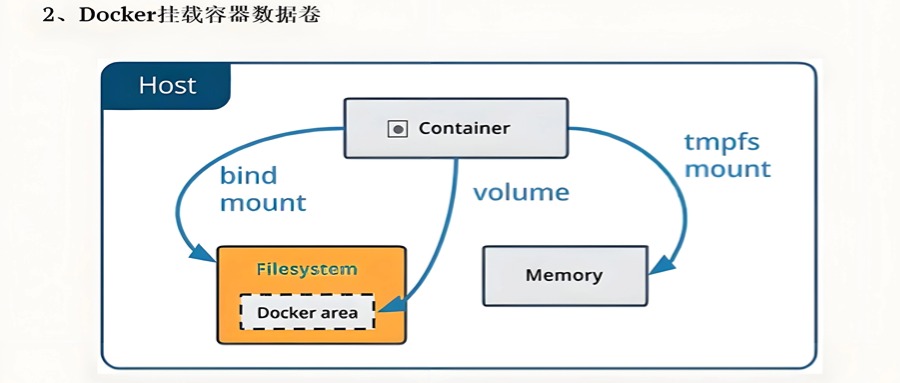 2、Docker挂载容器数据卷
Host
Container
bind
mount
volume
tmpfs
mount
Filesystem
Docker area
Memory